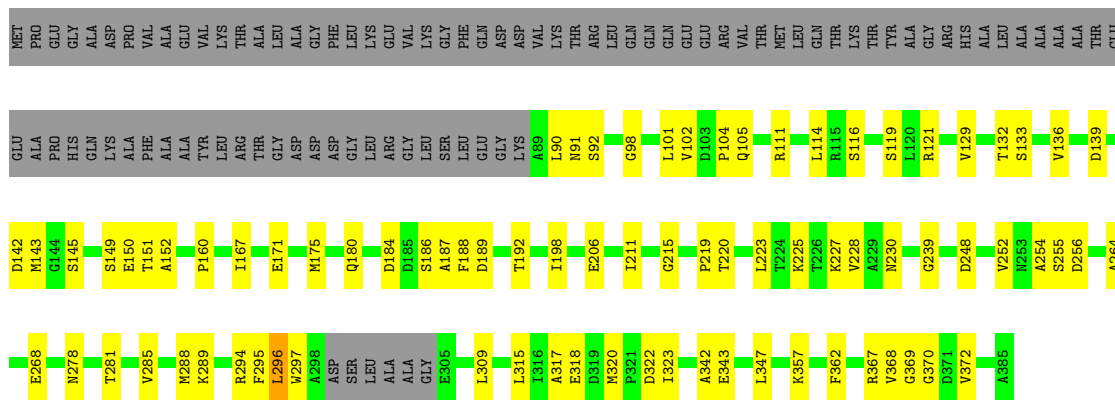 MET PRO GLU GLY ALA ASP PRO VAL ALA GLU VAL LYS THR ALA LEU ALA GLY PHE LEU LYS GLU VAL LYS GLY PHE GLN ASP ASP VAL LYS THR ARG LEU GLN GLN GLN GLU GLU ARG VAL THR MET LEU GLN THR LYS THR TYR ALA GLY ARG HIS ALA LEU ALA ALA ALA ALA THR GLU
GLU ALA PRO HIS GLN LYS ALA PHE ALA ALA TYR LEU ARG THR GLY ASP ASP ASP GLY LEU ARG GLY LEU SER LEU GLU GLY LYS A89 L90 N91 S92 G98 L101 V102 D103 P104 Q105 R111 L114 R115 S116 S119 L120 R121 V129 T132 S133 V136 D139
D142 M143 G144 S145 S149 E150 T151 A152 P160 I167 E171 M175 Q180 D184 D185 S186 A187 F188 D189 T192 I198 E206 I211 G215 P219 T220 L223 T224 K225 T226 K227 V228 A229 N230 G239 D248 V252 N253 A254 S255 D256 A264
E268 N278 T281 V285 M288 K289 R294 F295 L296 W297 A298 ASP SER LEU ALA ALA GLY E305 L309 L315 I316 A317 E318 D319 M320 P321 D322 I323 A342 E343 L347 K357 F362 R367 V368 G369 G370 D371 V372 A385